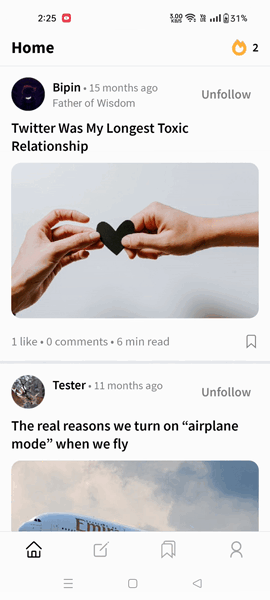 2:25
3.00 KB/S
31%
Home
2
Bipin • 15 months ago
Father of Wisdom
Unfollow
Twitter Was My Longest Toxic
Relationship
1 like • 0 comments • 6 min read
Tester • 11 months ago
Unfollow
The real reasons we turn on “airplane
mode” when we fly
Emirates